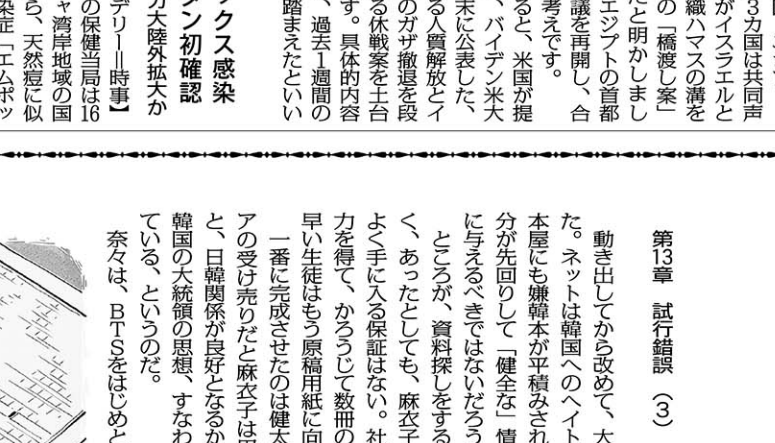 3カ国は共同声
がイスラエルと
織ハマスの溝を
の「橋渡し案」
たと明かしまし
エジプトの首都
議を再開し、合
考えです。
ると、米国が提
、バイデン米大
末に公表した、
る人質解放とイ
のガザ撤退を段
る休戦案を土台
す。具体的内容
、過去1週間の
踏まえたといい
クス感染
タン初確認
カ大陸外拡大か
デリー＝時事】
の保健当局は16
ャ湾岸地域の国
ら、天然痘に似
染症「エムポッ
第13章　試行錯誤　（3）
動き出してから改めて、大
た。ネットは韓国へのヘイト
本屋にも嫌韓本が平積みされ
分が先回りして「健全な」情
に与えるべきではないだろう
ところが、資料探しをする
く、あったとしても、麻衣子
よく手に入る保証はない。社
力を得て、かろうじて数冊の
早い生徒はもう原稿用紙に向
一番に完成させたのは健太
アの受け売りだと麻衣子は
と、日韓関係が良好となるか
韓国の大統領の思想、すなわ
ている、というのだ。
奈々は、BTSをはじめと